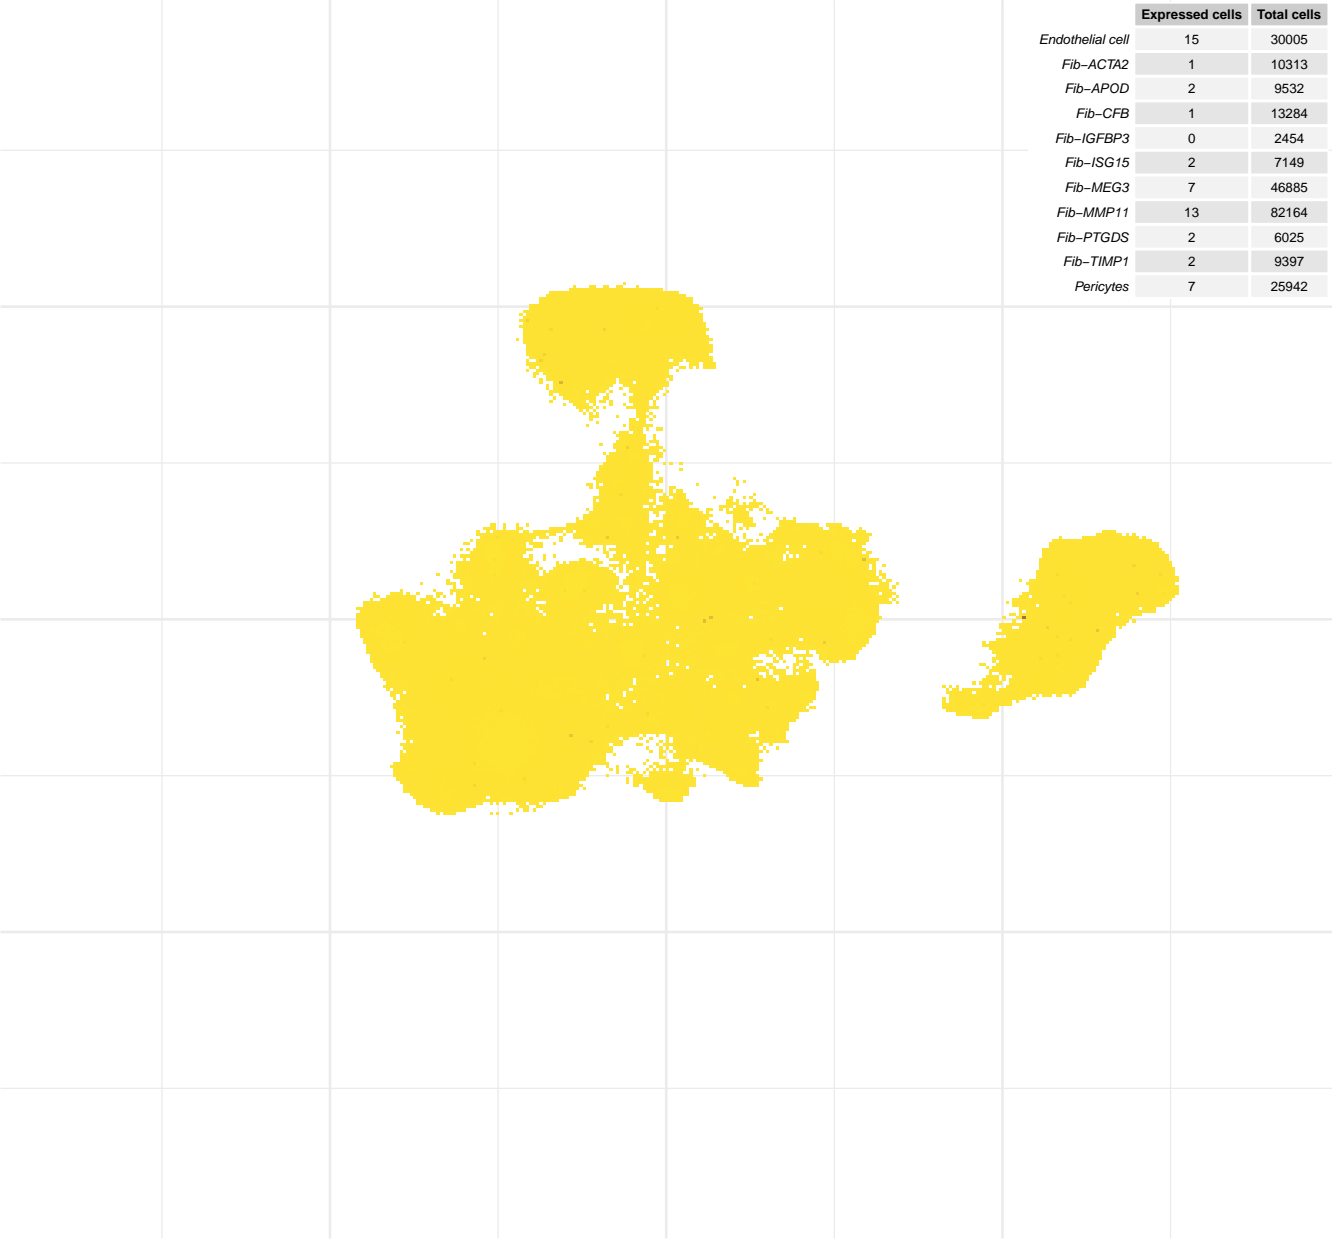 Expressed cells Total cells
Endothelial cell 15 30005
Fib−ACTA2 1 10313
Fib−APOD 2 9532
Fib−CFB 1 13284
Fib−IGFBP3 0 2454
Fib−ISG15 2 7149
Fib−MEG3 7 46885
Fib−MMP11 13 82164
Fib−PTGDS 2 6025
Fib−TIMP1 2 9397
Pericytes 7 25942